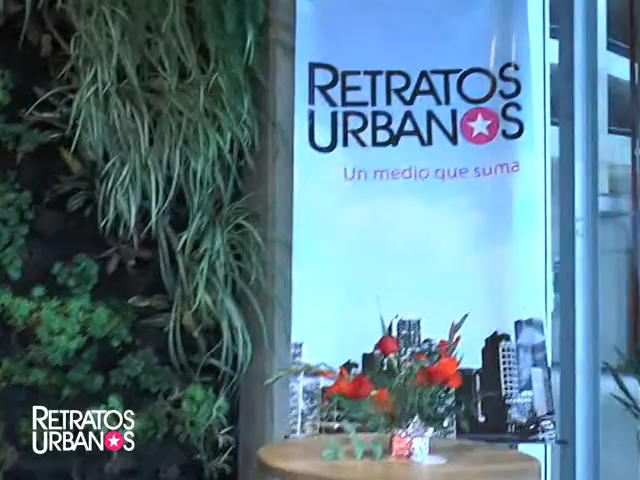 RETRATOS
URBANOS
Un medio que suma
RETRATOS
URBANOS